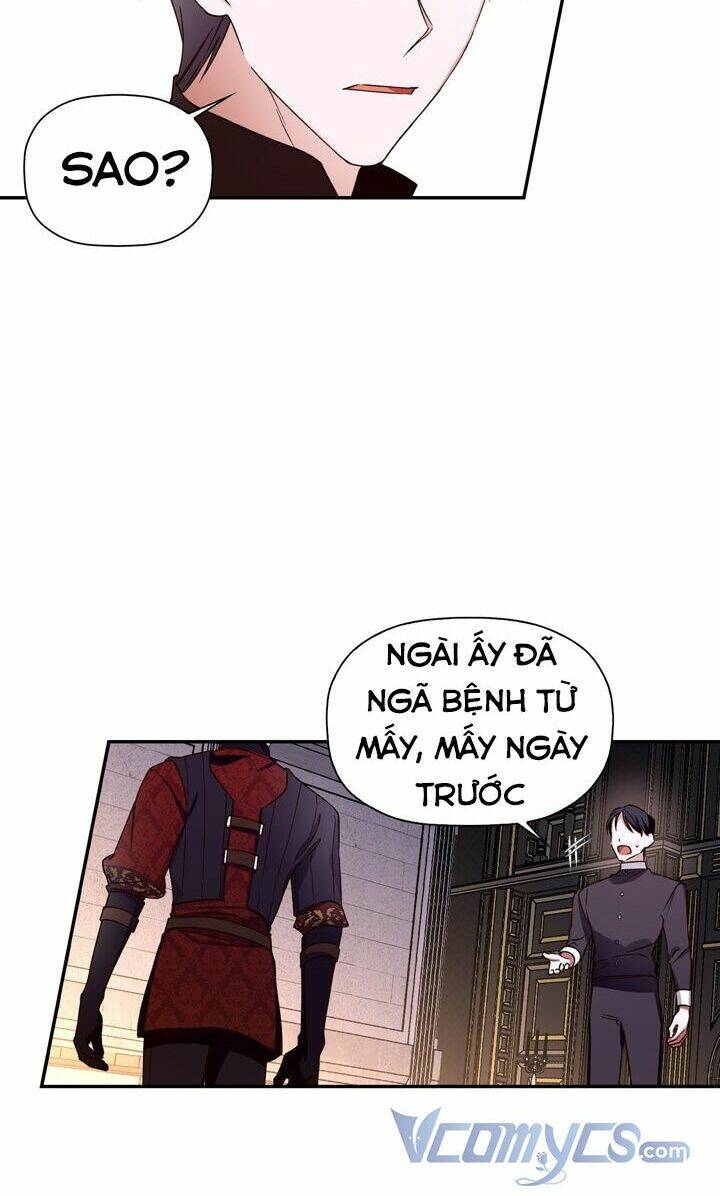 SAO?
NGÀI ẤY ĐÃ
NGÃ BỆNH TỪ
MẤY, MẤY NGÀY
TRƯỚC
Vcomycs.com